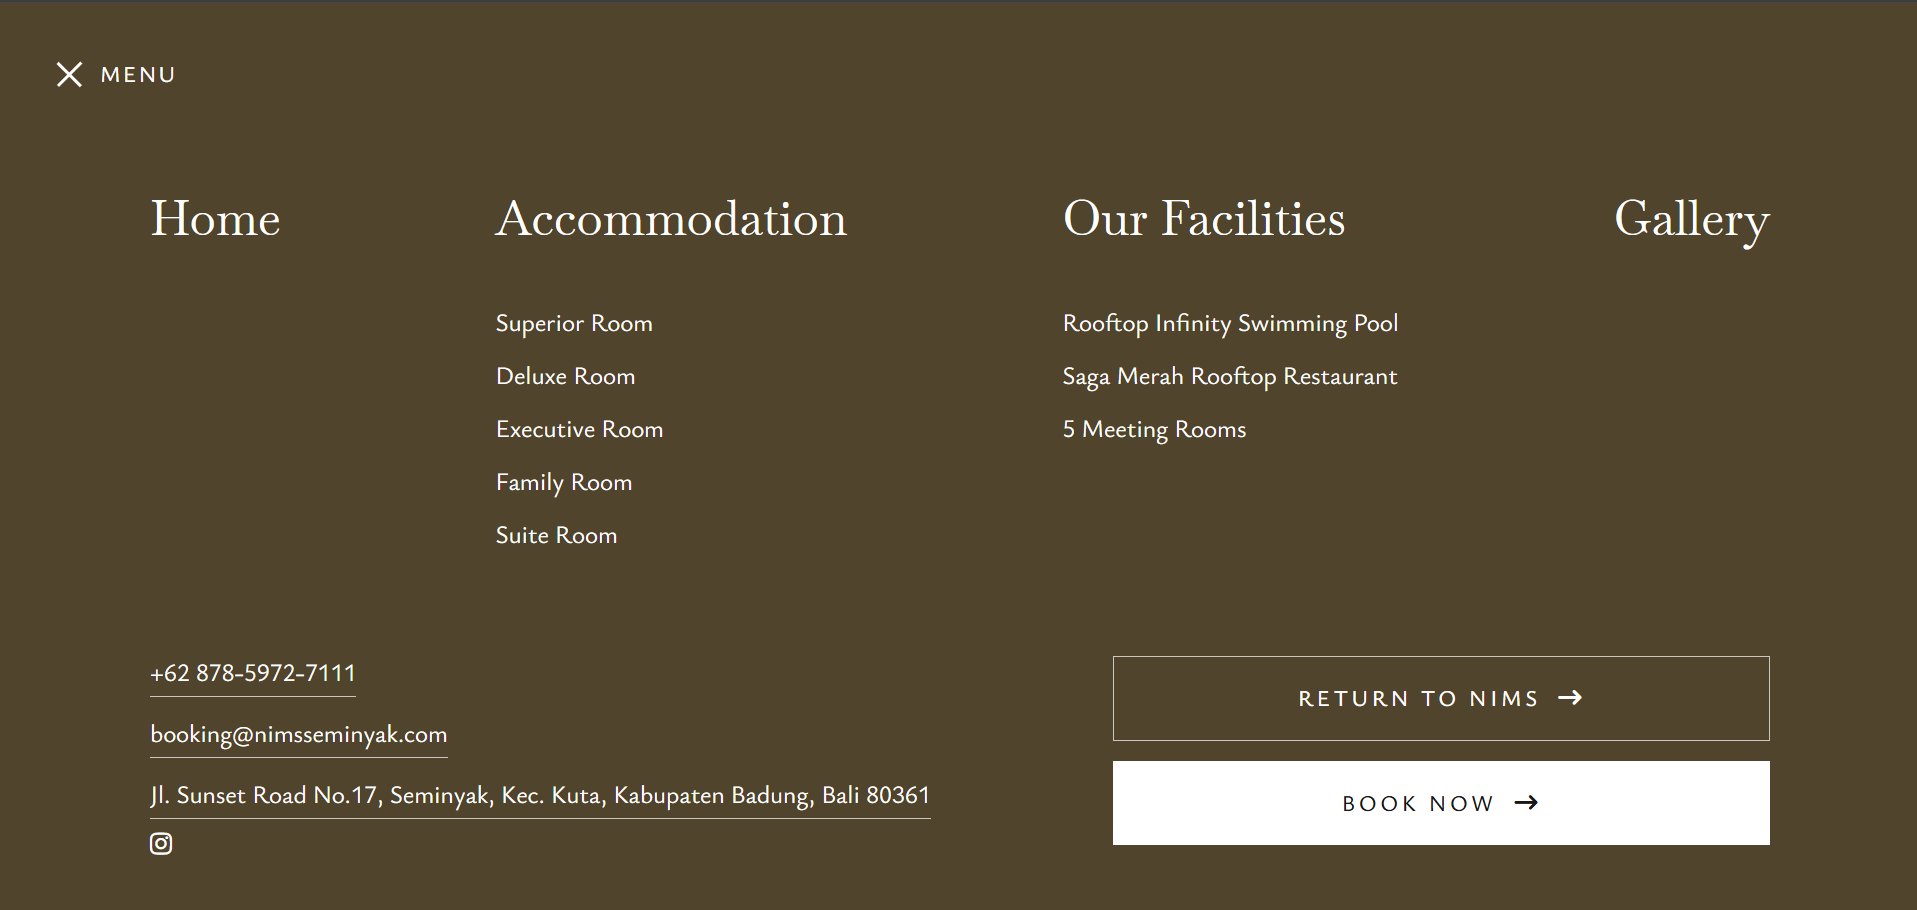 MENU
Home
Accommodation
Superior Room
Deluxe Room
Executive Room
Family Room
Suite Room
Our Facilities
Rooftop Infinity Swimming Pool
Saga Merah Rooftop Restaurant
5 Meeting Rooms
Gallery
+62 878-5972-7111
booking@nimsseminyak.com
Jl. Sunset Road No.17, Seminyak, Kec. Kuta, Kabupaten Badung, Bali 80361
RETURN TO NIMS
BOOK NOW